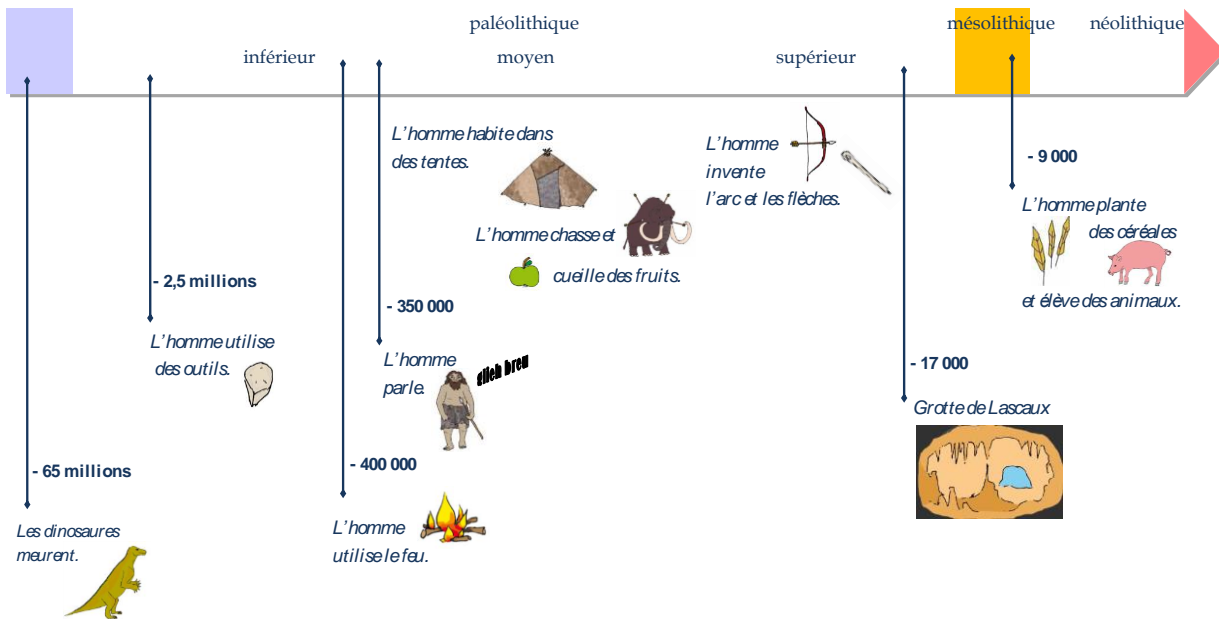 paléolithique
mésolithique
néolithique
inférieur
moyen
supérieur
L'homme habite dans
des tentes.
L'homme chasse et
cueille des fruits.
L'homme
invente
l'arc et les flèches.
- 9 000
L'homme plante
des céréales
et élève des animaux.
- 2,5 millions
L'homme utilise
des outils.
- 350 000
L'homme
parle.
gheh breu
- 17 000
Grotte de Lascaux
- 65 millions
Les dinosaures
meurent.
- 400 000
L'homme
utilise le feu.